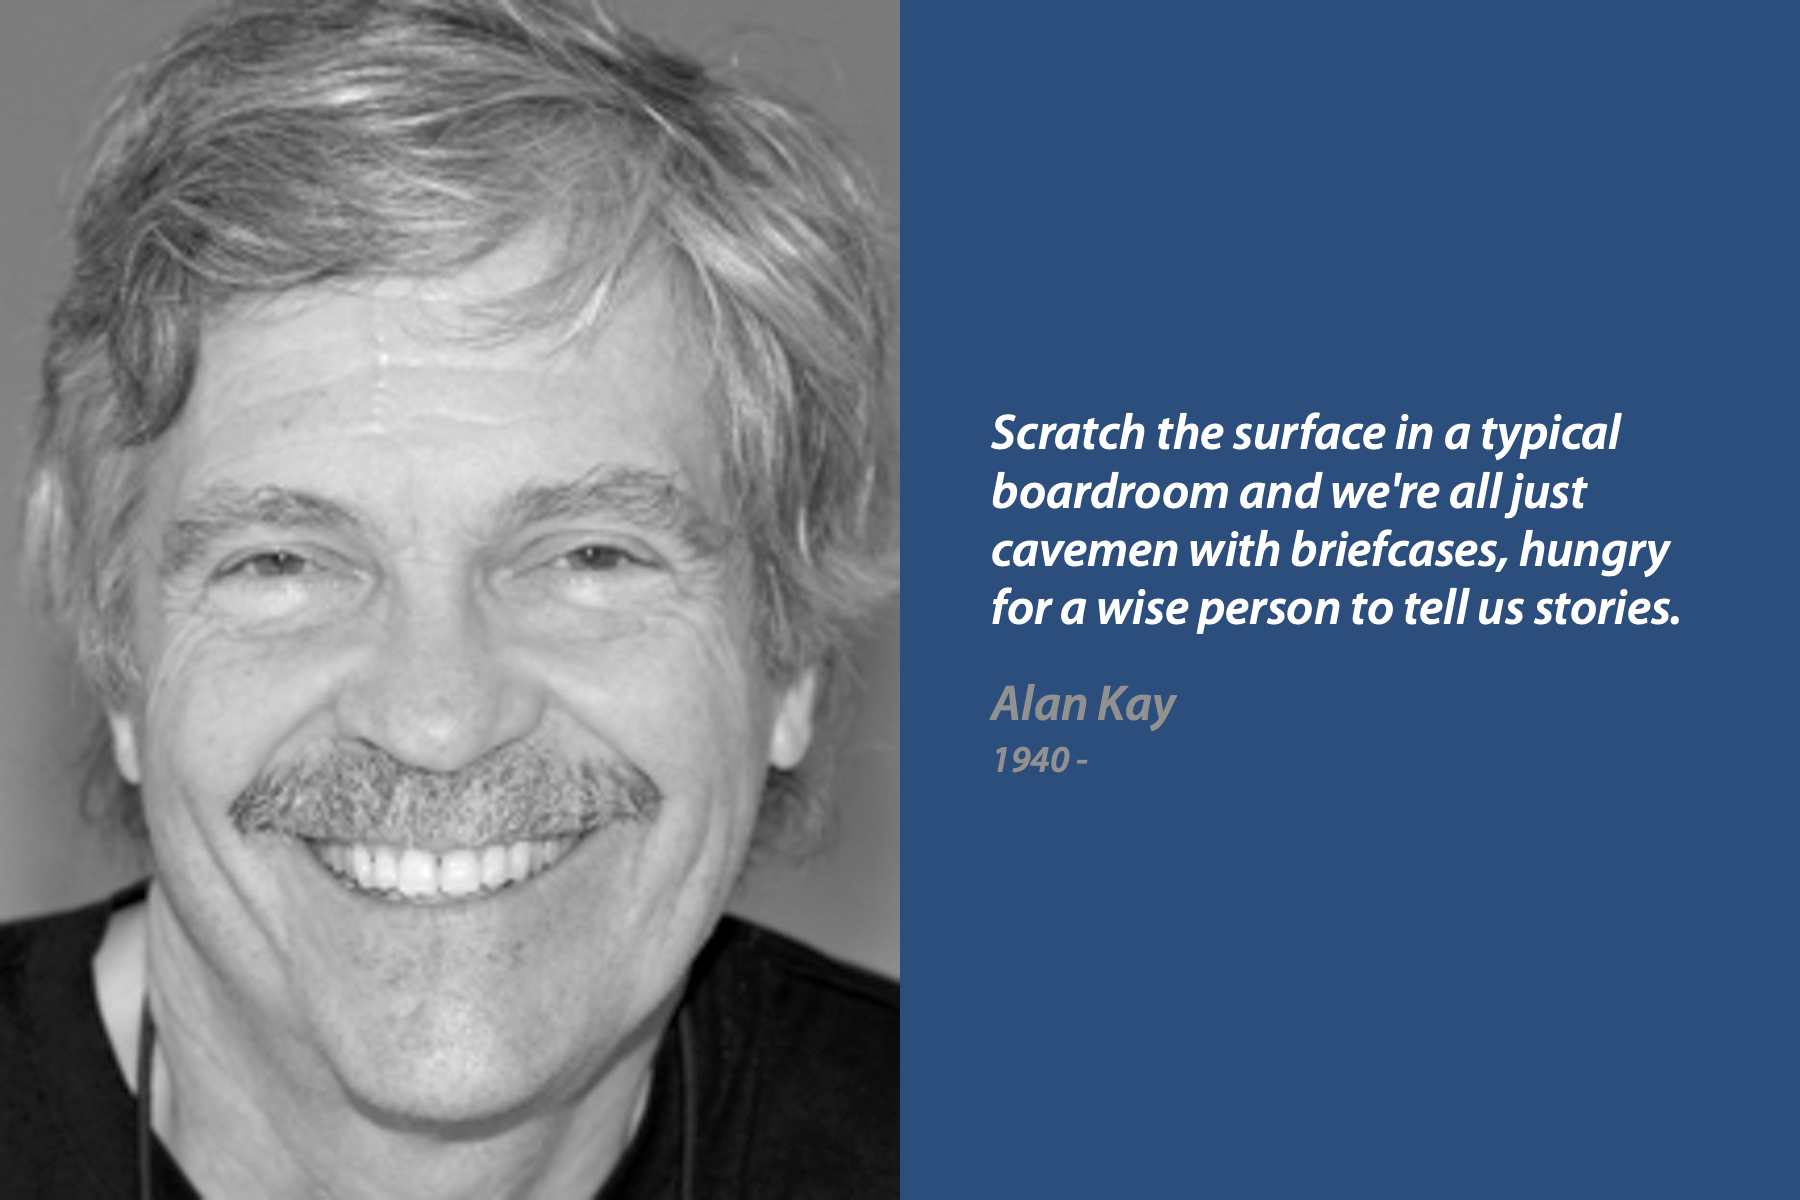 Scratch the surface in a typical
boardroom and we're all just
cavemen with briefcases, hungry
for a wise person to tell us stories.
Alan Kay
1940 -